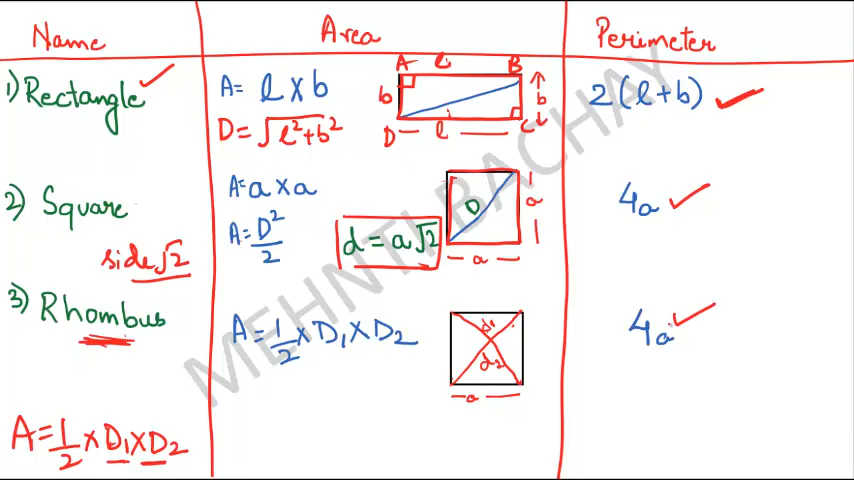 Name Area Perimeter
1) Rectangle
A = l × b
D = √l²+b²
A l B
b b
D l C
2(l+b)
2) Square
side√2
A = a × a
A = D²/2
d = a√2
D a
a
4a
3) Rhombus
A = 1/2 × D₁ × D₂
d₁
d₂
a
4a
A = 1/2 × D₁ × D₂
MEHNTI BACHAY